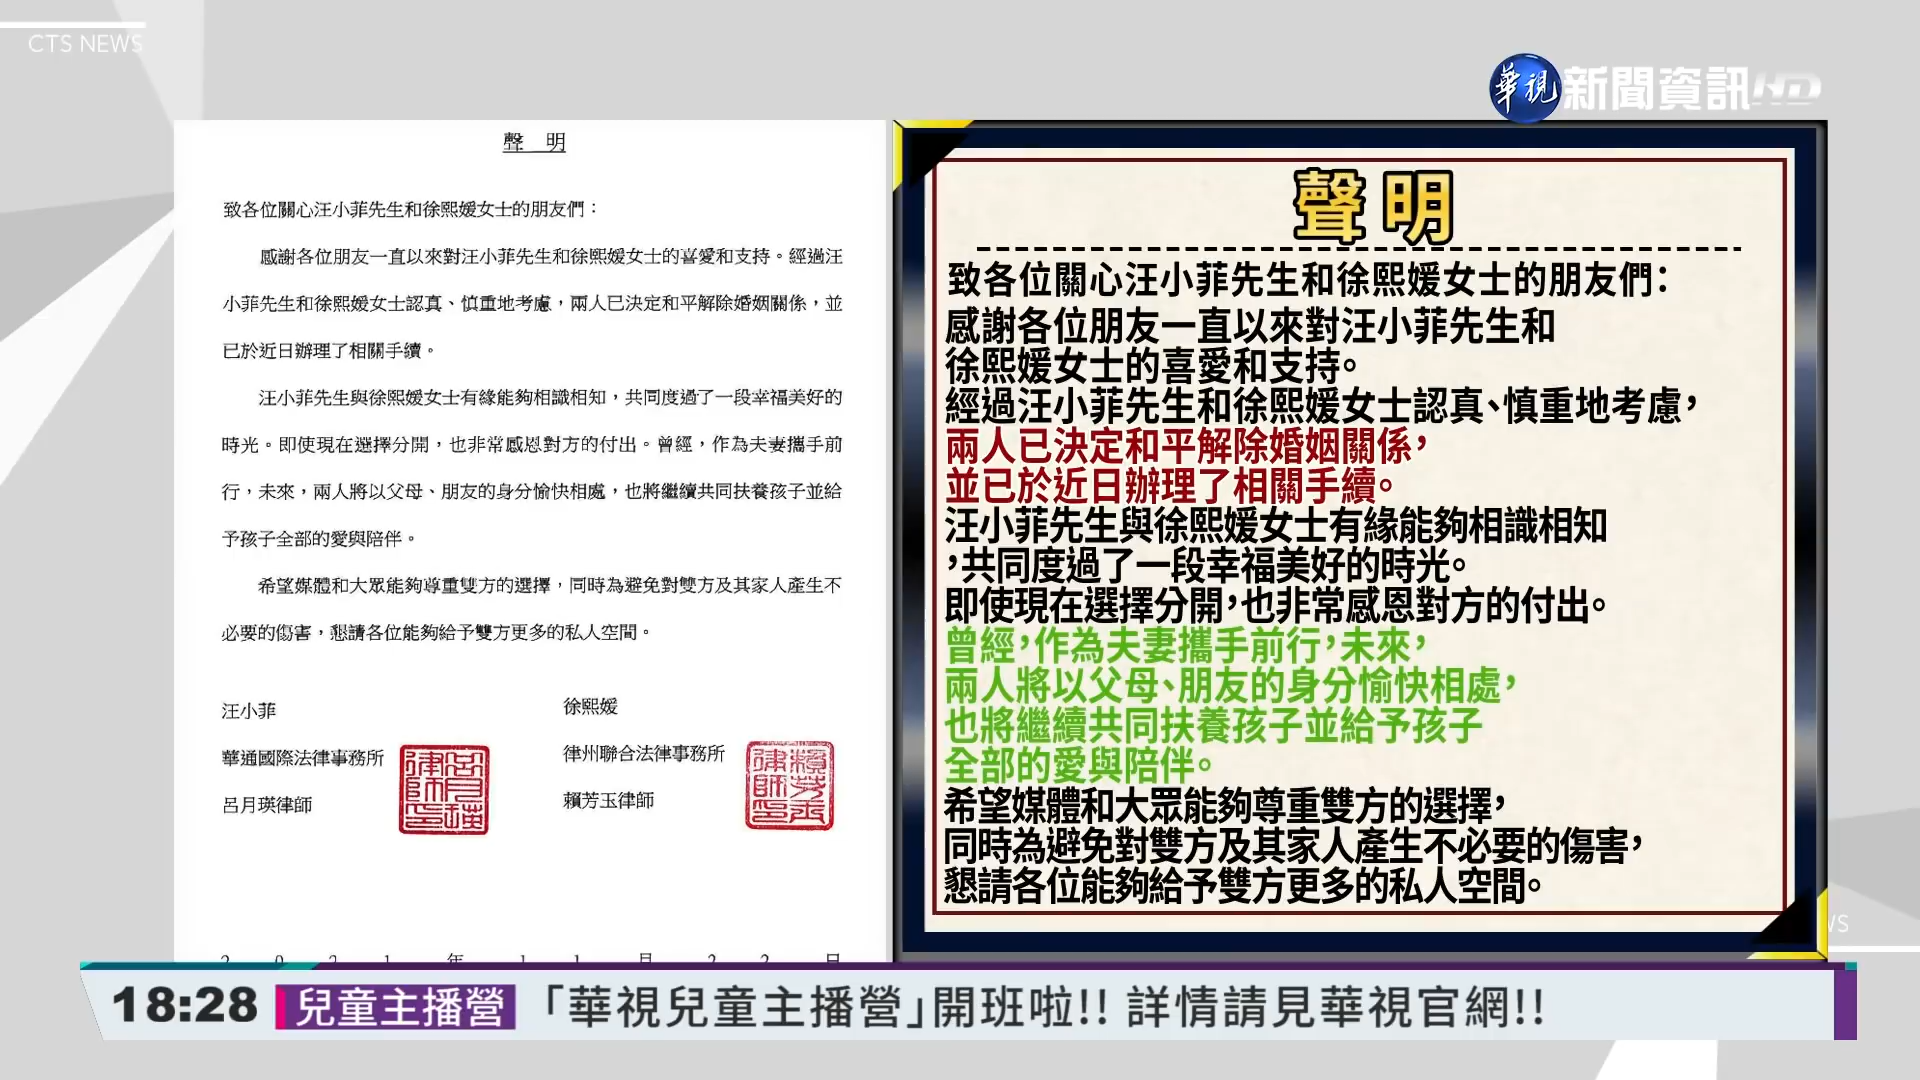 CTS NEWS
華視新聞資訊HD
聲 明
致各位關心汪小菲先生和徐熙媛女士的朋友們：
感謝各位朋友一直以來對汪小菲先生和徐熙媛女士的喜愛和支持。經過汪
小菲先生和徐熙媛女士認真、慎重地考慮，兩人已決定和平解除婚姻關係，並
已於近日辦理了相關手續。
汪小菲先生與徐熙媛女士有緣能夠相識相知，共同度過了一段幸福美好的
時光。即使現在選擇分開，也非常感恩對方的付出。曾經，作為夫妻攜手前
行，未來，兩人將以父母、朋友的身分愉快相處，也將繼續共同扶養孩子並給
予孩子全部的愛與陪伴。
希望媒體和大眾能夠尊重雙方的選擇，同時為避免對雙方及其家人產生不
必要的傷害，懇請各位能夠給予雙方更多的私人空間。
汪小菲
華通國際法律事務所
呂月瑛律師
徐熙媛
律州聯合法律事務所
賴芳玉律師
2 0 2 1 年 1 1 月 2 2 日
聲 明
致各位關心汪小菲先生和徐熙媛女士的朋友們：
感謝各位朋友一直以來對汪小菲先生和
徐熙媛女士的喜愛和支持。
經過汪小菲先生和徐熙媛女士認真、慎重地考慮，
兩人已決定和平解除婚姻關係，
並已於近日辦理了相關手續。
汪小菲先生與徐熙媛女士有緣能夠相識相知
，共同度過了一段幸福美好的時光。
即使現在選擇分開，也非常感恩對方的付出。
曾經，作為夫妻攜手前行，未來，
兩人將以父母、朋友的身分愉快相處，
也將繼續共同扶養孩子並給予孩子
全部的愛與陪伴。
希望媒體和大眾能夠尊重雙方的選擇，
同時為避免對雙方及其家人產生不必要的傷害，
懇請各位能夠給予雙方更多的私人空間。
18:28 兒童主播營 「華視兒童主播營」開班啦!! 詳情請見華視官網!!